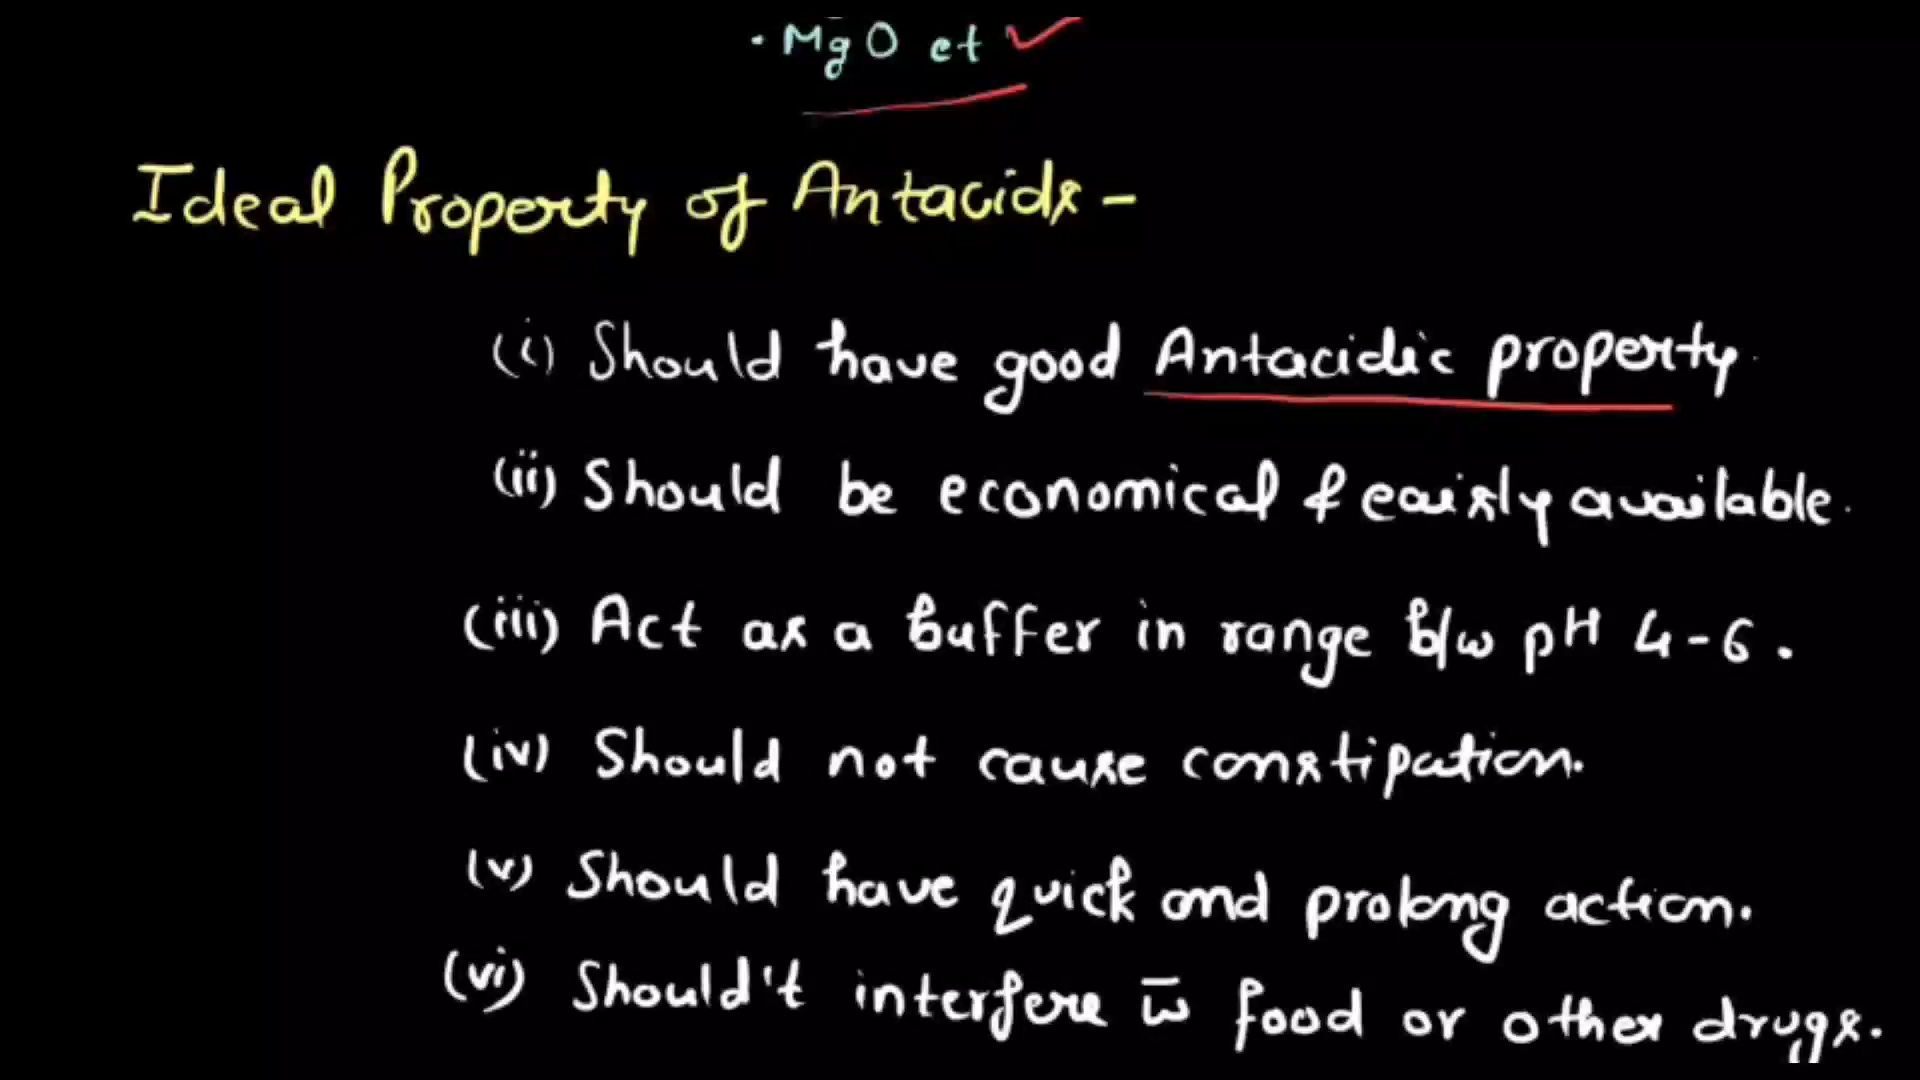 · MgO et ✓
Ideal Property of Antacids -
(i) Should have good Antacidic property.
(ii) Should be economical & eaisly available.
(iii) Act as a buffer in range b/w pH 4-6.
(iv) Should not cause constipation.
(v) Should have quick and prolong action.
(vi) Should't interfere w̄ food or other drugs.